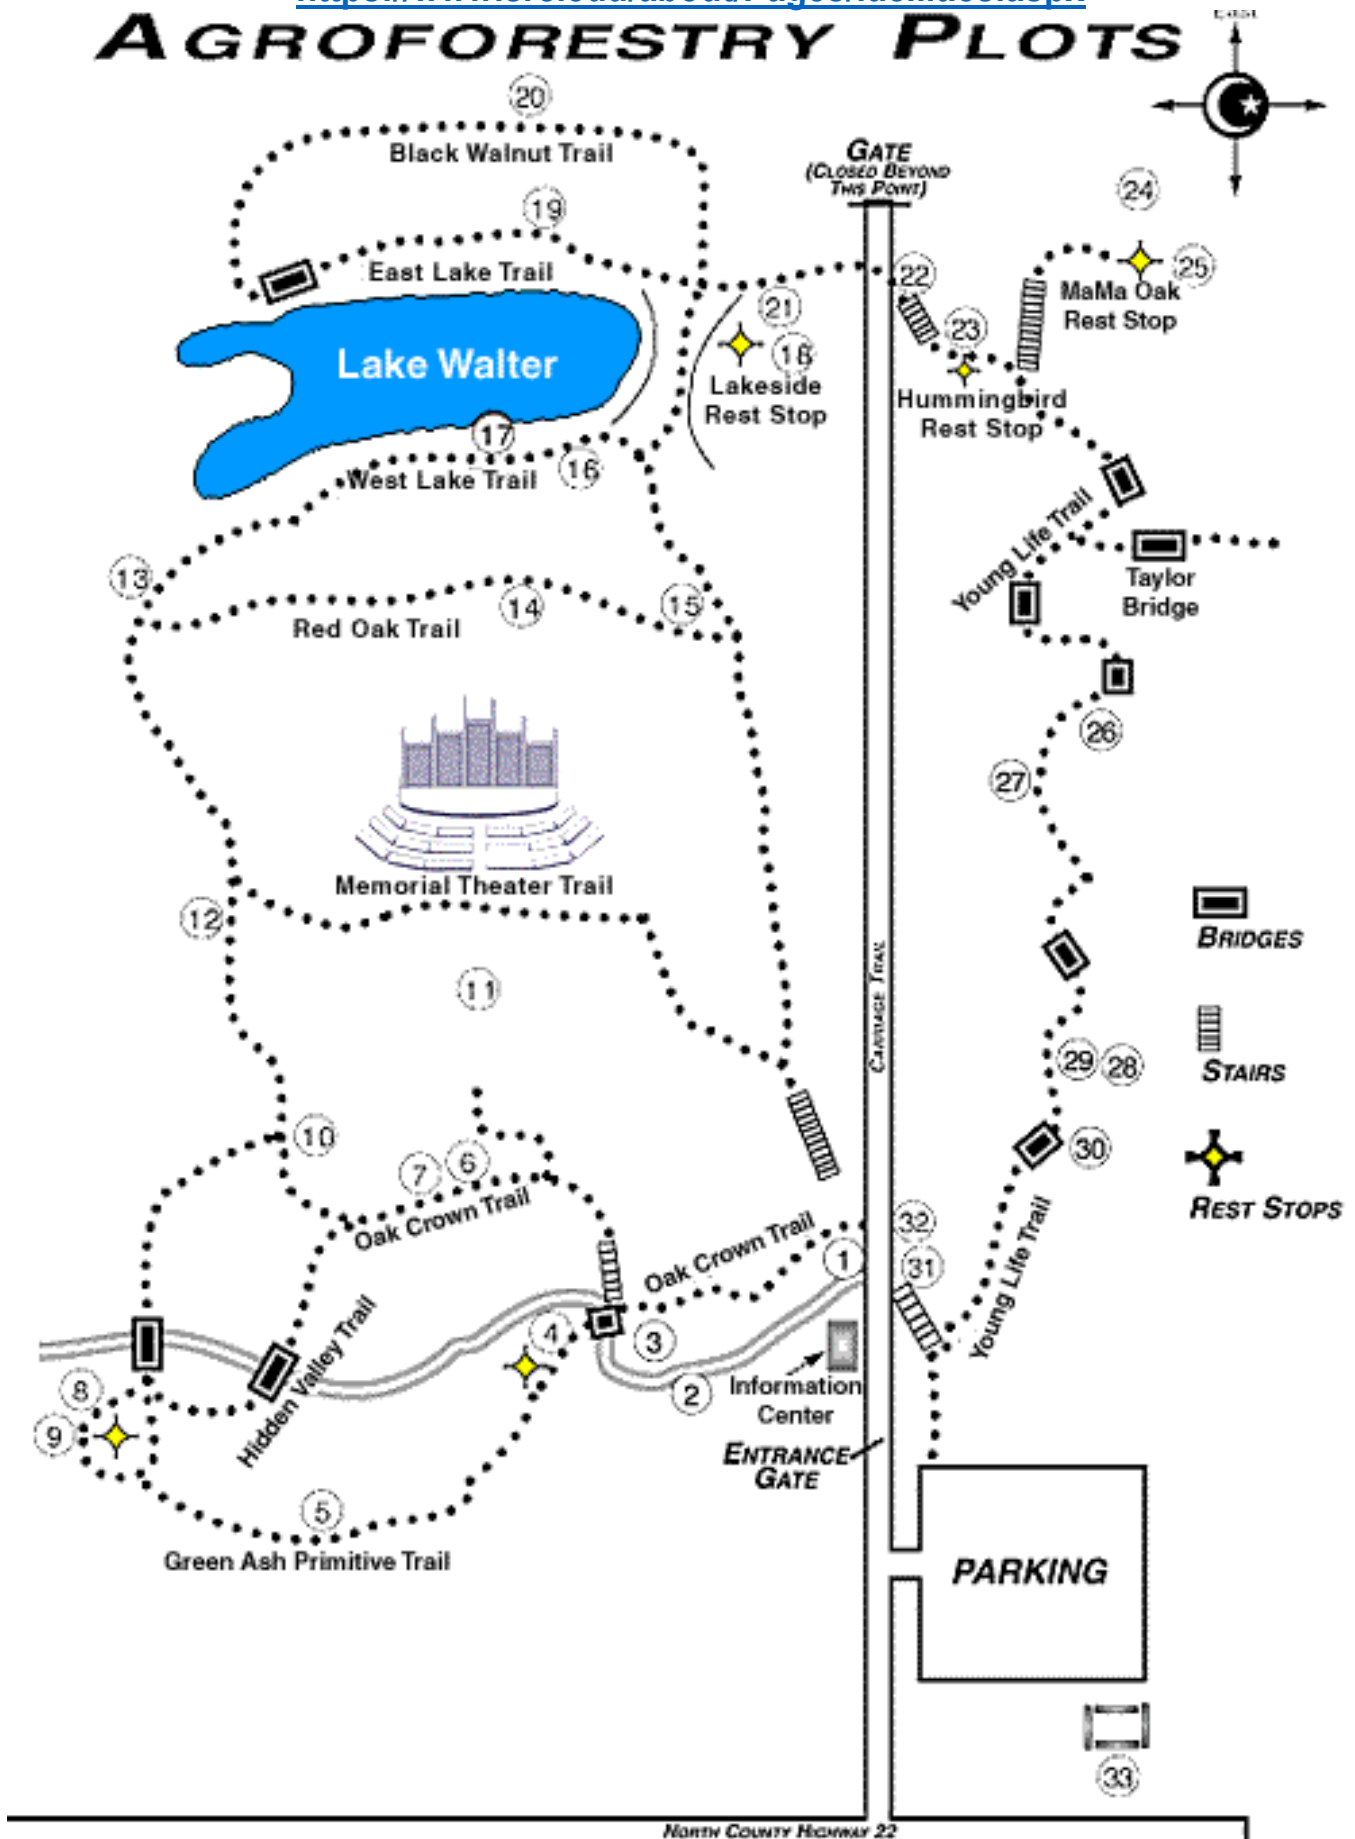 AGROFORESTRY PLOTS
East
20
Black Walnut Trail
GATE
(CLOSED BEYOND
THIS POINT)
24
19
East Lake Trail
22
25
MaMa Oak
Rest Stop
21
23
Lake Walter
18
Lakeside
Rest Stop
Hummingbird
Rest Stop
17
16
West Lake Trail
Young Life Trail
13
Taylor
Bridge
14
15
Red Oak Trail
26
27
Memorial Theater Trail
12
BRIDGES
11
CARRIAGE TRAIL
29
28
STAIRS
10
30
7
6
Oak Crown Trail
REST STOPS
32
Oak Crown Trail
1
31
Young Life Trail
4
3
Hidden Valley Trail
8
2
Information
Center
9
ENTRANCE
GATE
5
Green Ash Primitive Trail
PARKING
33
NORTH COUNTY HIGHWAY 22